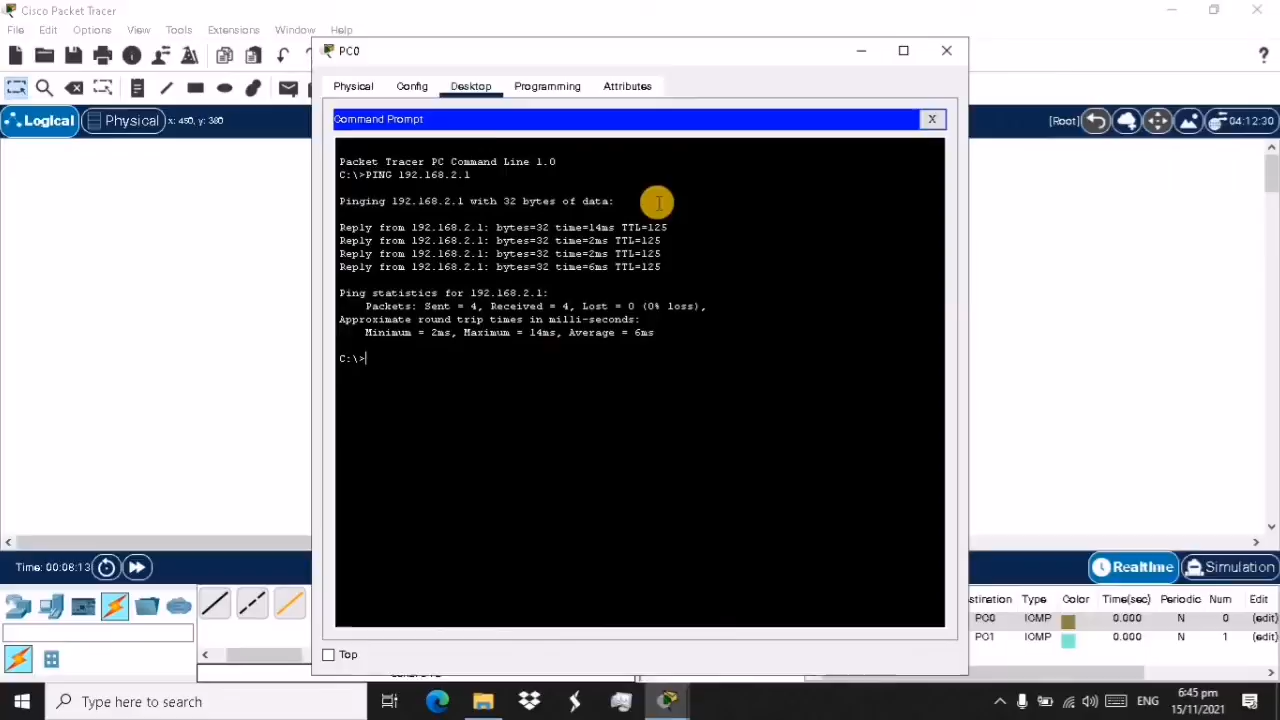 Cisco Packet Tracer
File Edit Options View Tools Extensions Window Help
PC0
Physical Config Desktop Programming Attributes
Logical Physical x: 450, y: 380
[Root] 04:12:30
Command Prompt X
Packet Tracer PC Command Line 1.0
C:\>PING 192.168.2.1
Pinging 192.168.2.1 with 32 bytes of data:
Reply from 192.168.2.1: bytes=32 time=14ms TTL=125
Reply from 192.168.2.1: bytes=32 time=2ms TTL=125
Reply from 192.168.2.1: bytes=32 time=2ms TTL=125
Reply from 192.168.2.1: bytes=32 time=6ms TTL=125
Ping statistics for 192.168.2.1:
Packets: Sent = 4, Received = 4, Lost = 0 (0% loss),
Approximate round trip times in milli-seconds:
Minimum = 2ms, Maximum = 14ms, Average = 6ms
C:\>
Time: 00:06:13
Realtime Simulation
stination Type Color Time(sec) Periodic Num Edit
PC0 ICMP 0.000 N 0 (edit)
PC1 ICMP 0.000 N 1 (edit)
Top
Type here to search
ENG
6:45 pm
15/11/2021